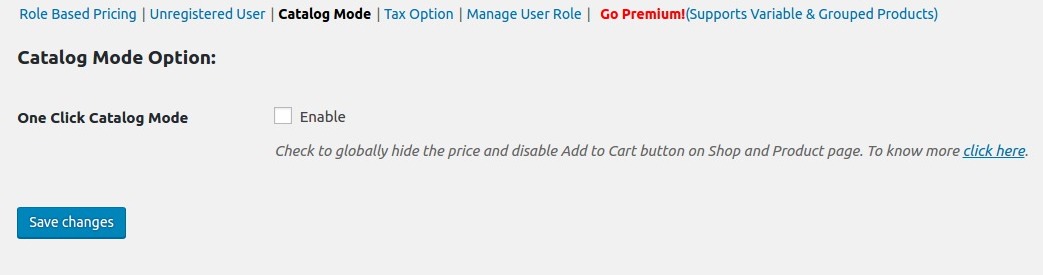 Role Based Pricing | Unregistered User | Catalog Mode | Tax Option | Manage User Role | Go Premium!(Supports Variable & Grouped Products)
Catalog Mode Option:
One Click Catalog Mode Enable
Check to globally hide the price and disable Add to Cart button on Shop and Product page. To know more click here.
Save changes